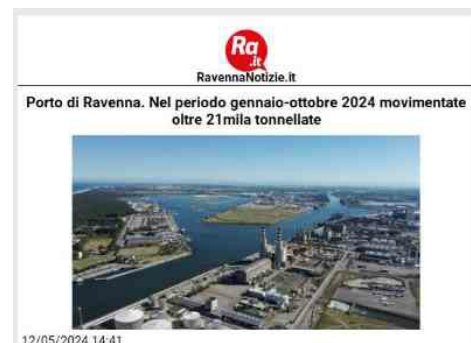 Ra
.it
RavennaNotizie.it
Porto di Ravenna. Nel periodo gennaio-ottobre 2024 movimentate
oltre 21mila tonnellate
12/05/2024 14:41